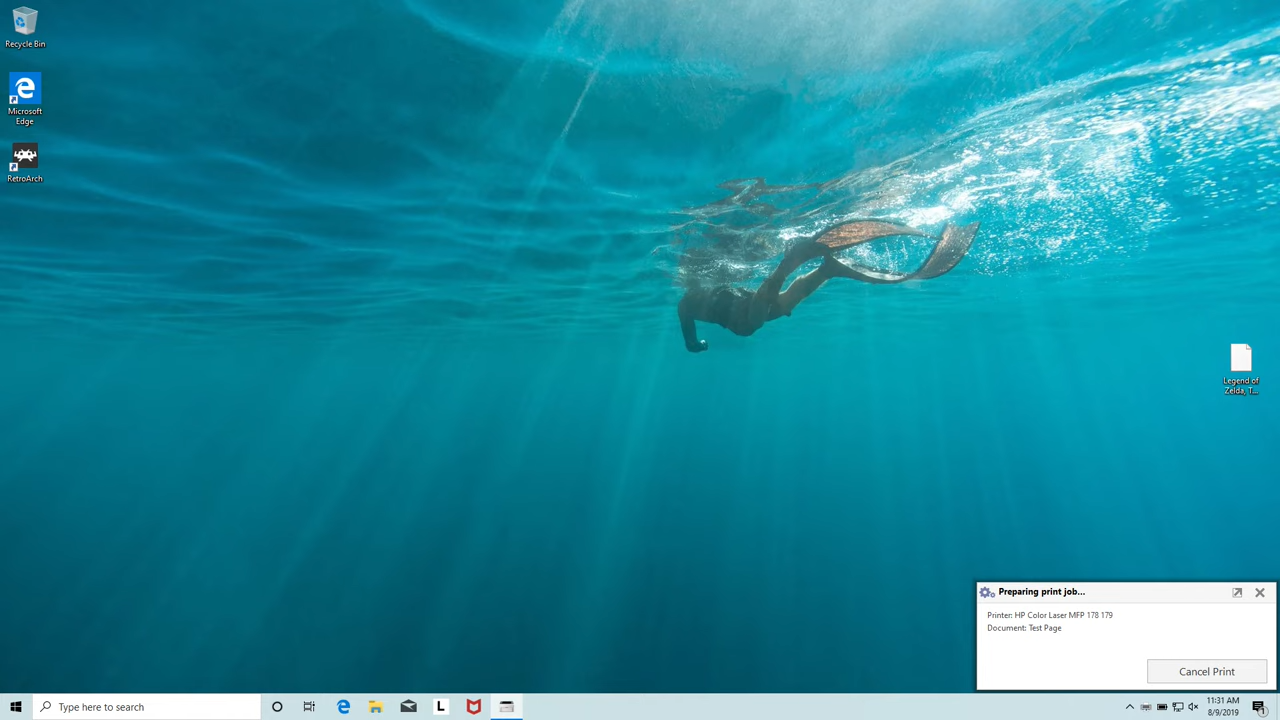 Recycle Bin
Microsoft
Edge
RetroArch
Legend of
Zelda, T...
Preparing print job...
Printer: HP Color Laser MFP 178 179
Document: Test Page
Cancel Print
Type here to search
L
11:31 AM
8/9/2019
1